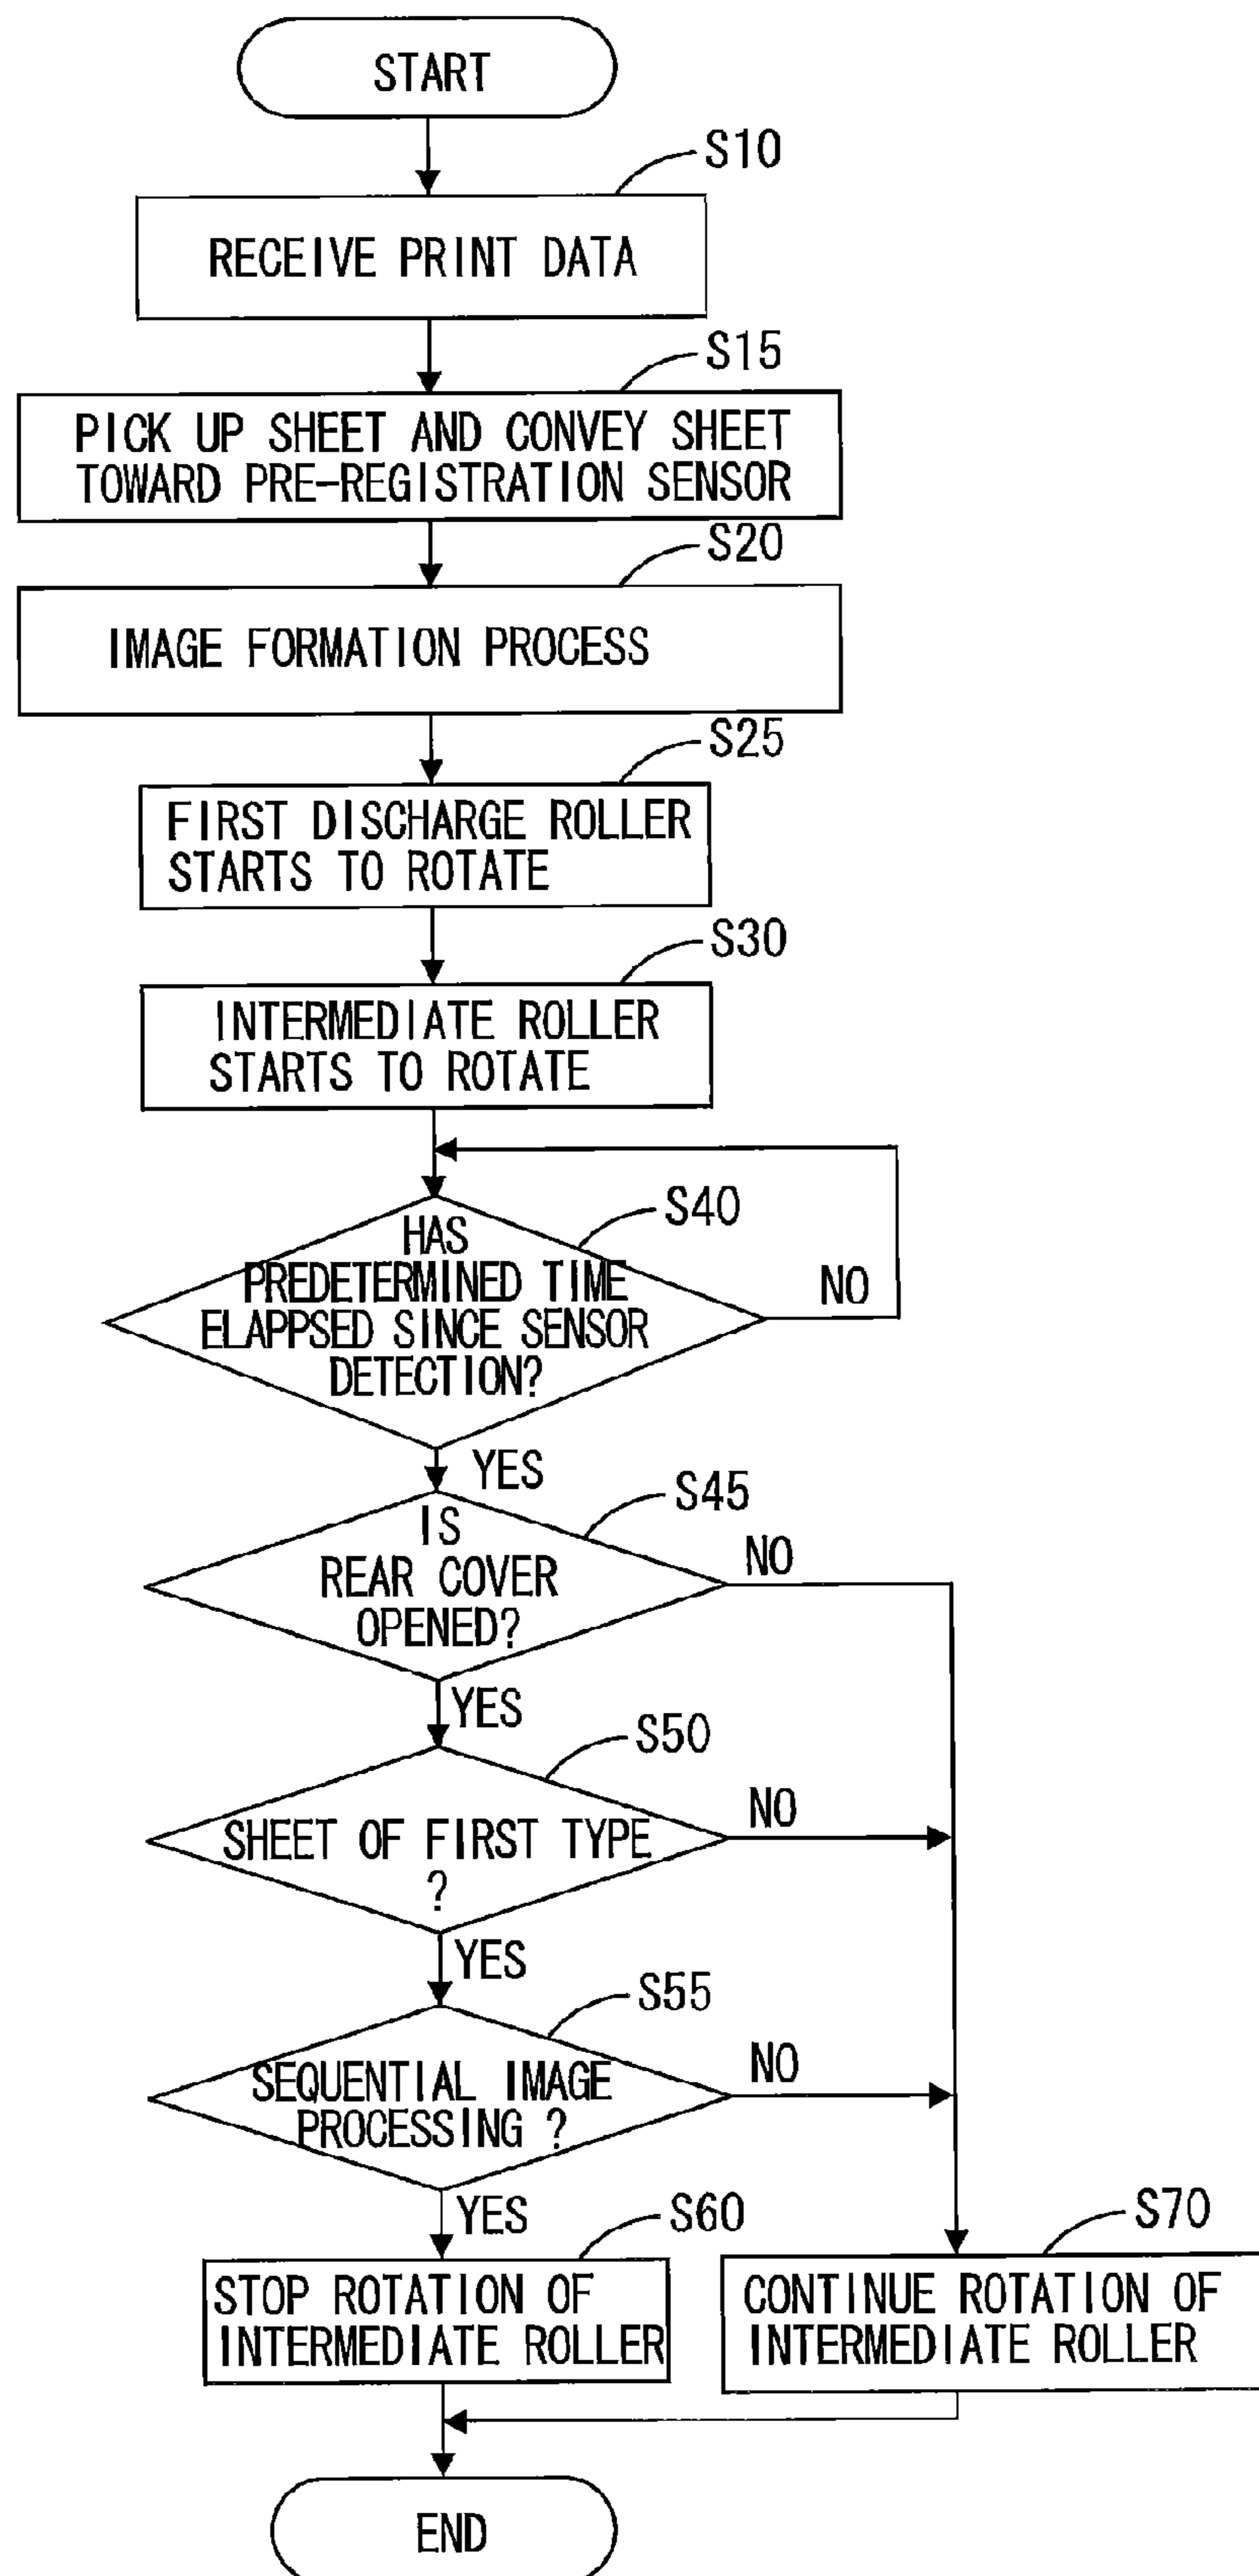 START
S10
RECEIVE PRINT DATA
S15
PICK UP SHEET AND CONVEY SHEET
TOWARD PRE-REGISTRATION SENSOR
S20
IMAGE FORMATION PROCESS
S25
FIRST DISCHARGE ROLLER
STARTS TO ROTATE
S30
INTERMEDIATE ROLLER
STARTS TO ROTATE
S40
HAS
PREDETERMINED TIME
ELAPPSED SINCE SENSOR
DETECTION?
NO
YES
S45
IS
REAR COVER
OPENED?
NO
YES
S50
SHEET OF FIRST TYPE
?
NO
YES
S55
SEQUENTIAL IMAGE
PROCESSING ?
NO
YES
S60
STOP ROTATION OF
INTERMEDIATE ROLLER
S70
CONTINUE ROTATION OF
INTERMEDIATE ROLLER
END